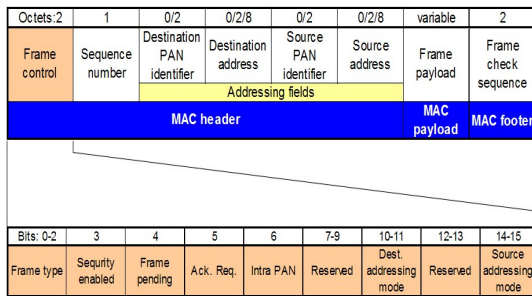 Octets:2 1 0/2 0/2/8 0/2 0/2/8 variable 2
Frame control
Sequence number
Destination PAN identifier
Destination address
Source PAN identifier
Source address
Frame payload
Frame check sequence
Addressing fields
MAC header
MAC payload
MAC footer
Bits: 0-2 3 4 5 6 7-9 10-11 12-13 14-15
Frame type
Sequrity enabled
Frame pending
Ack. Req.
Intra PAN
Reserved
Dest. addressing mode
Reserved
Source addressing mode